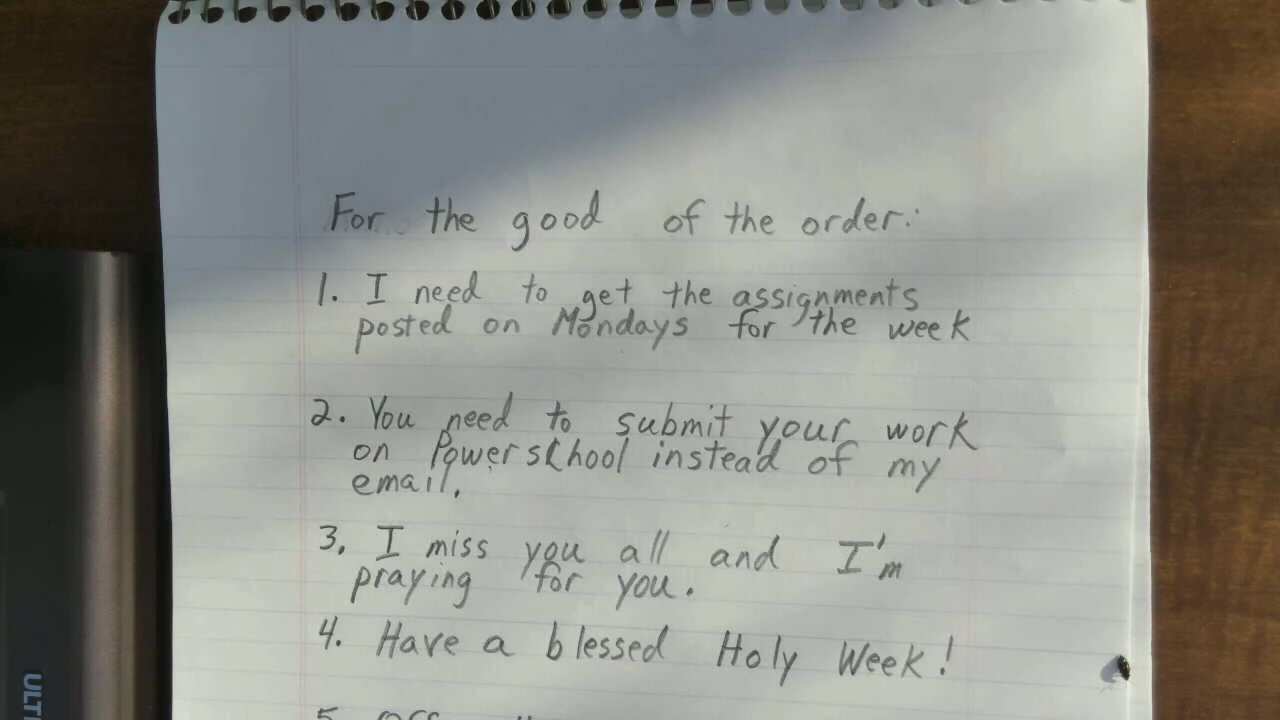 For the good of the order:
1. I need to get the assignments
posted on Mondays for the week
2. You need to submit your work
on Powerschool instead of my
email.
3. I miss you all and I'm
praying for you.
4. Have a blessed Holy Week!
5.
ULT